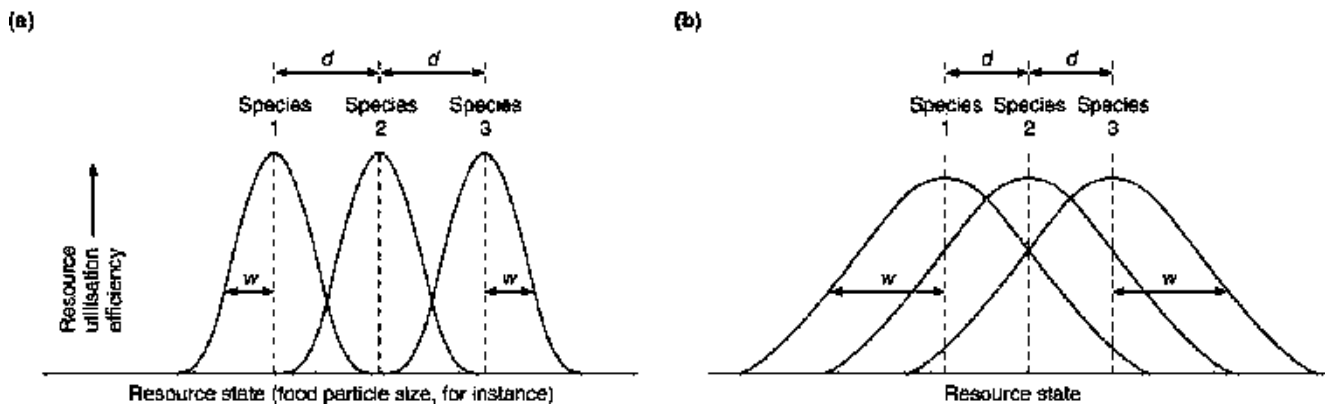 (a)
d d
Species Species Species
1 2 3
Resource
utilisation
efficiency
w w
Resource state (food particle size, for instance)
(b)
d d
Species Species Species
1 2 3
w w
Resource state